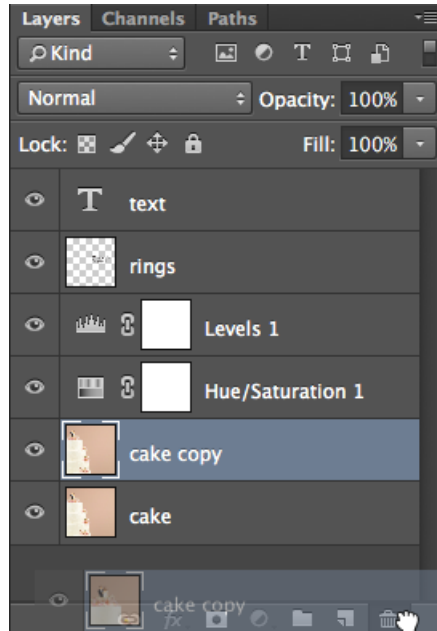 Layers Channels Paths
Kind
T
Normal Opacity: 100%
Lock: Fill: 100%
T text
rings
Levels 1
Hue/Saturation 1
cake copy
cake
cake copy
fx